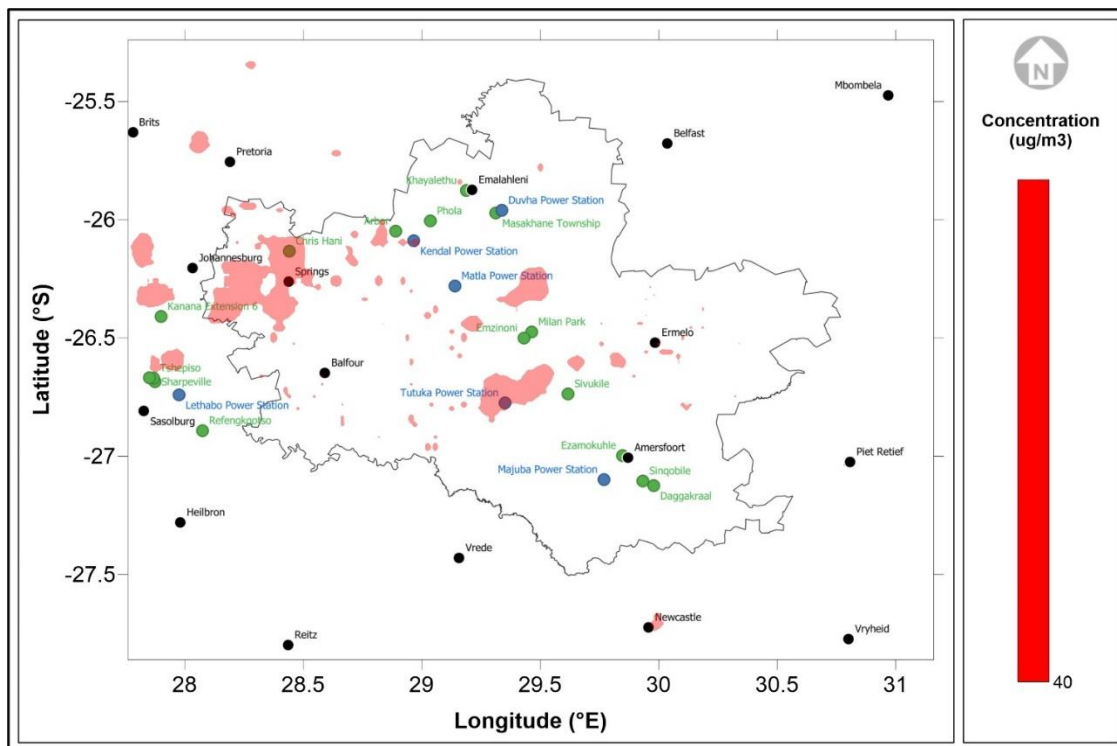 N
Concentration
(ug/m3)
40
-25.5
-26
-26.5
-27
-27.5
Latitude (°S)
28
28.5
29
29.5
30
30.5
31
Longitude (°E)
Mbombela
Brits
Belfast
Pretoria
Khayalethu
Emalahleni
Duvha Power Station
Phola
Masakhane Township
Arbor
Kendal Power Station
Chris Hani
Johannesburg
Springs
Matla Power Station
Kanana Extension 6
Milan Park
Emzinoni
Ermelo
Tshepiso
Sharpeville
Balfour
Sivukile
Tutuka Power Station
Lethabo Power Station
Sasolburg
Refengkgotso
Ezamokuhle
Amersfoort
Piet Retief
Majuba Power Station
Sinqobile
Daggakraal
Heilbron
Vrede
Newcastle
Reitz
Vryheid